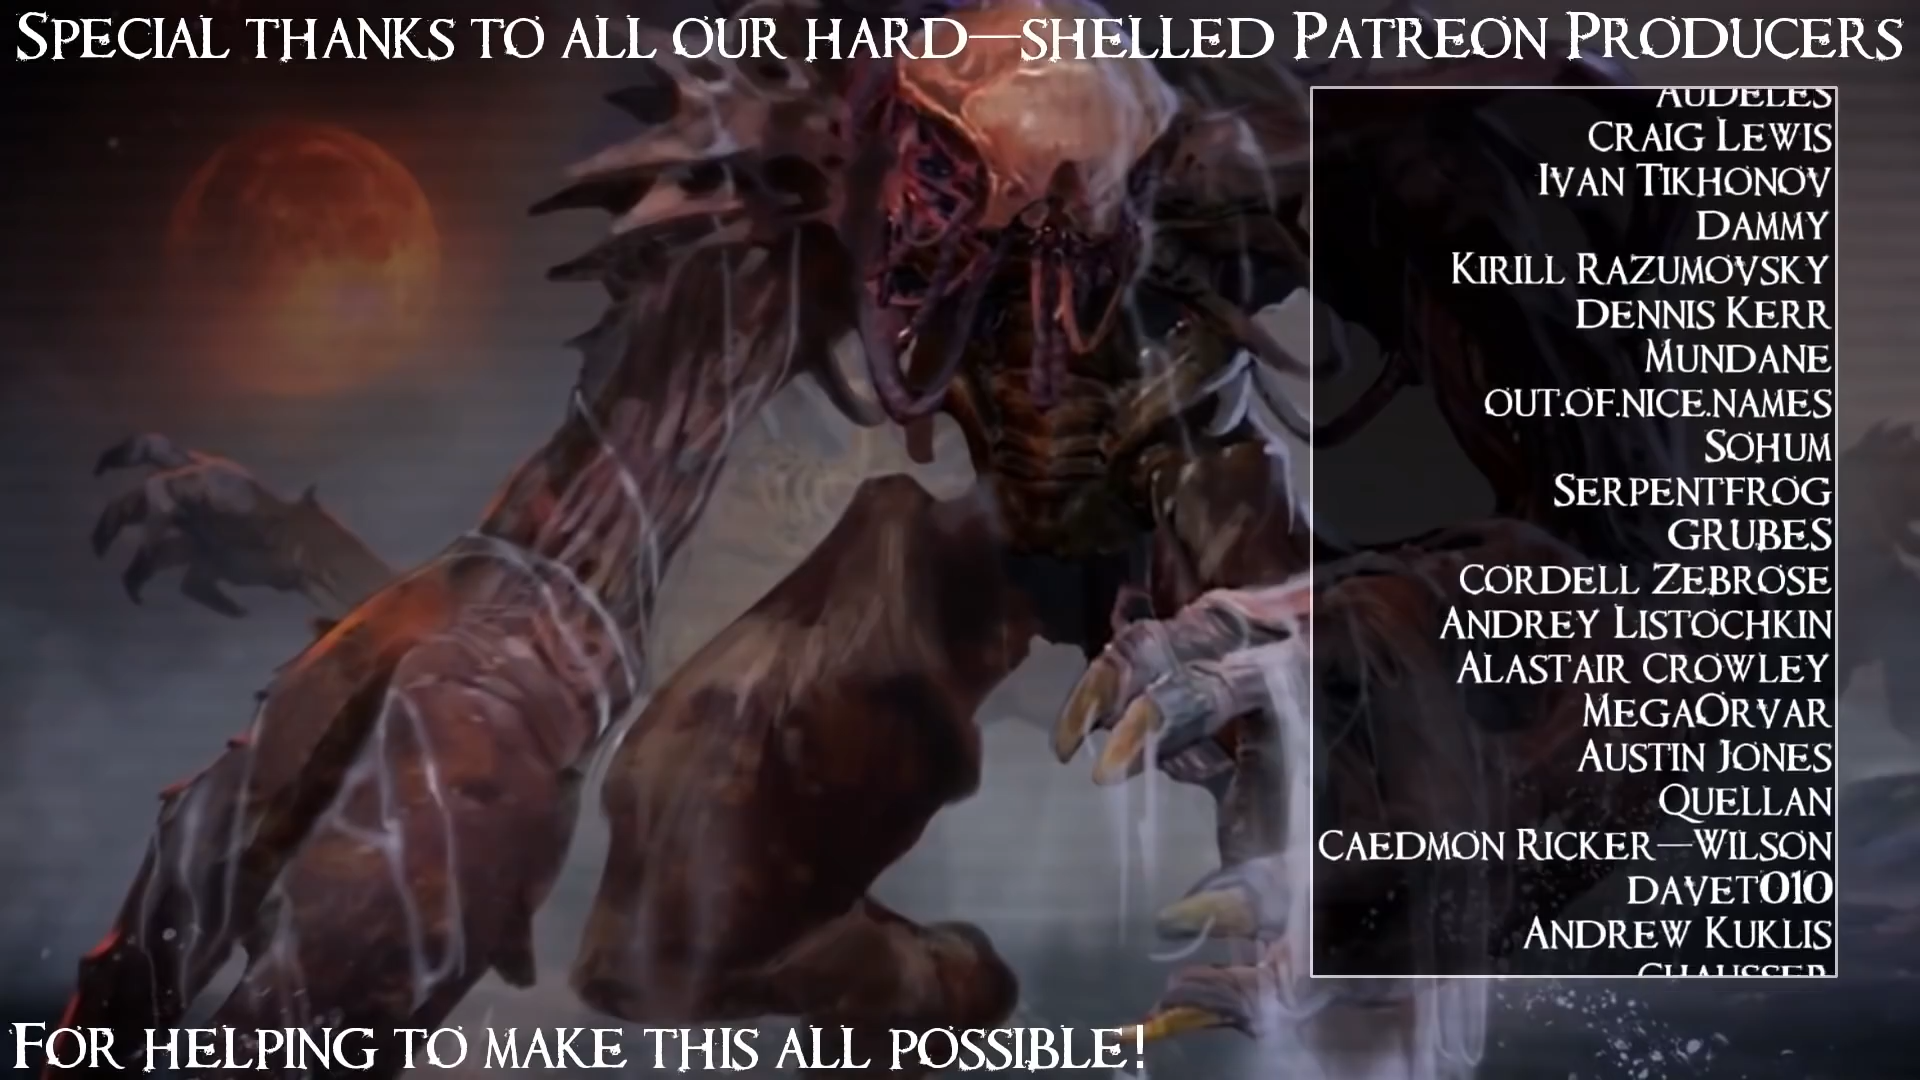 Special thanks to all our hard—shelled Patreon Producers
Audeles
Craig Lewis
Ivan Tikhonov
Dammy
Kirill Razumovsky
Dennis Kerr
Mundane
out.of.nice.names
Sohum
Serpentfrog
GRUBES
Cordell Zebrose
Andrey Listochkin
Alastair Crowley
MegaOrvar
Austin Jones
Quellan
Caedmon Ricker—Wilson
davet010
Andrew Kuklis
Chausser
For helping to make this all possible!